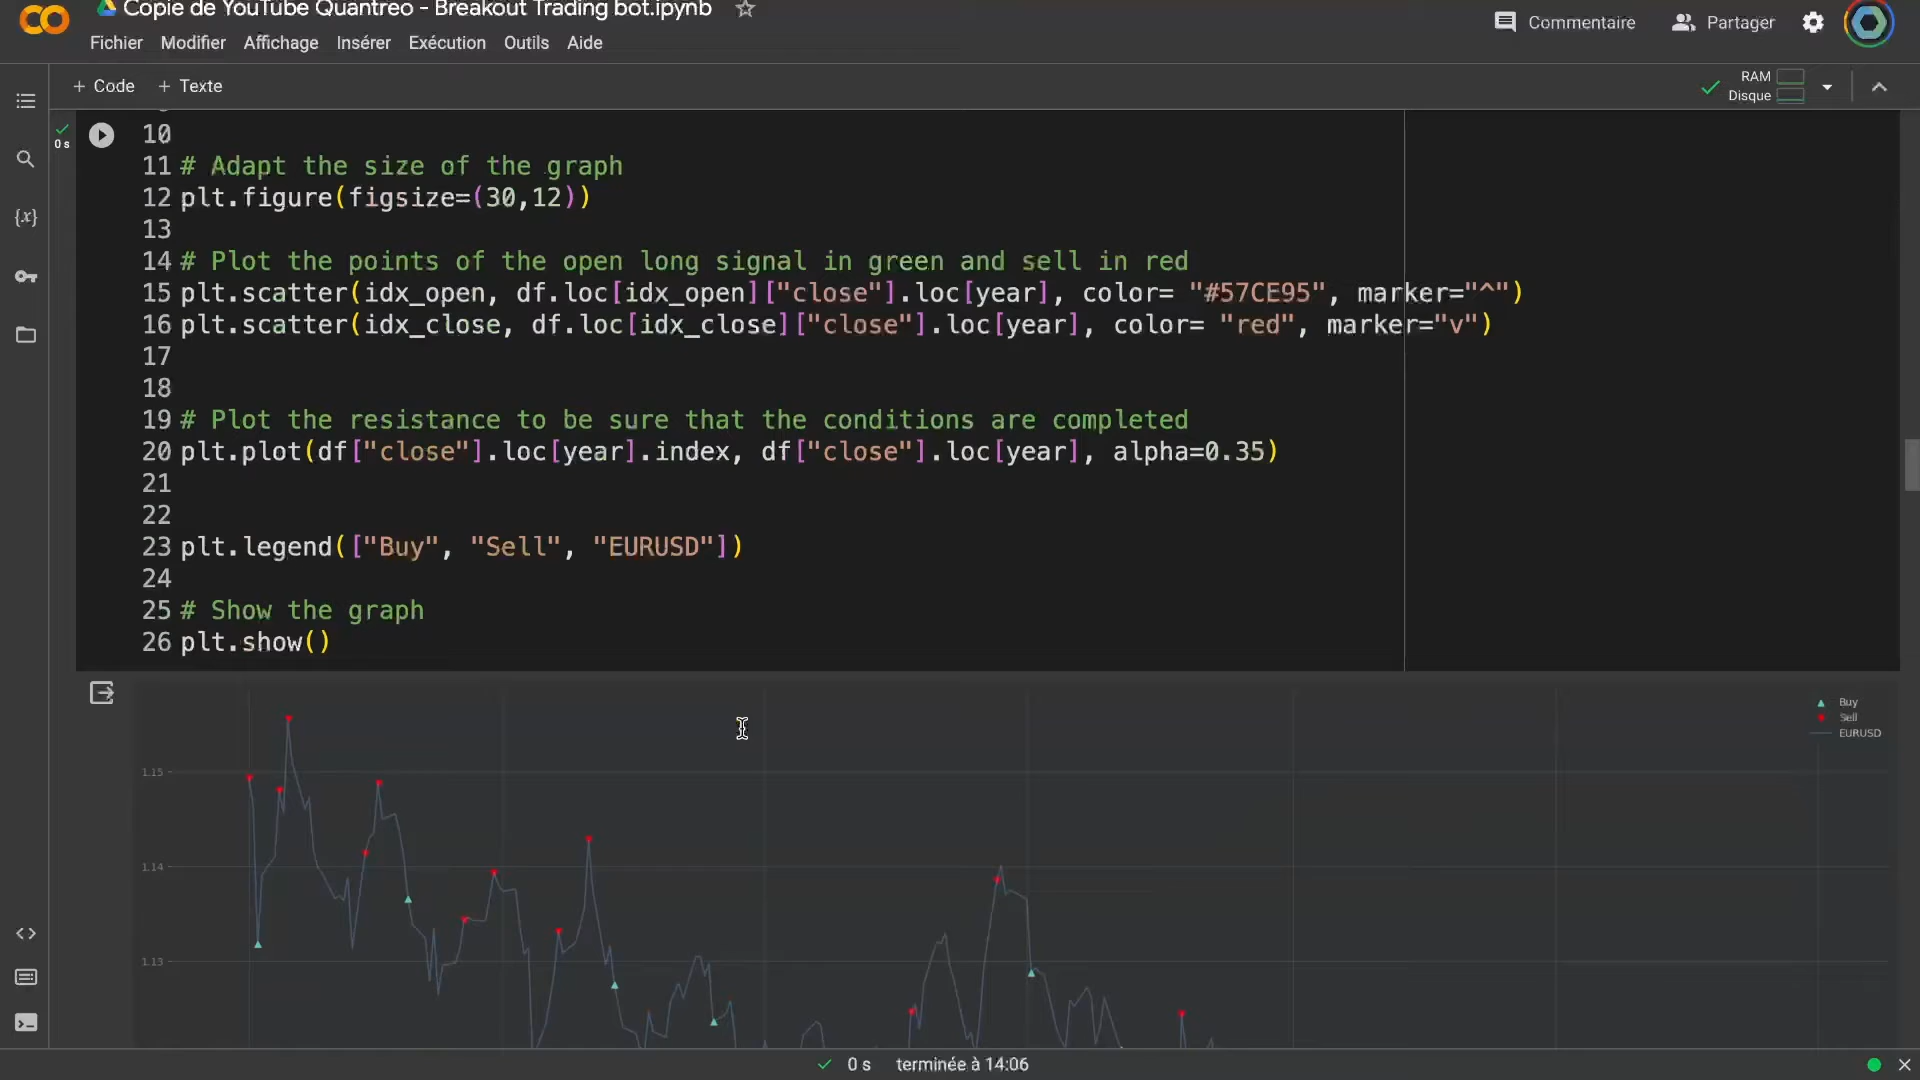 Copie de YouTube Quantreo - Breakout Trading bot.ipynb
Commentaire
Partager
Fichier Modifier Affichage Insérer Exécution Outils Aide
+ Code + Texte
RAM
Disque
0 s
10
11 # Adapt the size of the graph
12 plt.figure(figsize=(30,12))
13
14 # Plot the points of the open long signal in green and sell in red
15 plt.scatter(idx_open, df.loc[idx_open]["close"].loc[year], color= "#57CE95", marker="^")
16 plt.scatter(idx_close, df.loc[idx_close]["close"].loc[year], color= "red", marker="v")
17
18
19 # Plot the resistance to be sure that the conditions are completed
20 plt.plot(df["close"].loc[year].index, df["close"].loc[year], alpha=0.35)
21
22
23 plt.legend(["Buy", "Sell", "EURUSD"])
24
25 # Show the graph
26 plt.show()
Buy
Sell
EURUSD
1.15
1.14
1.13
0 s terminée à 14:06